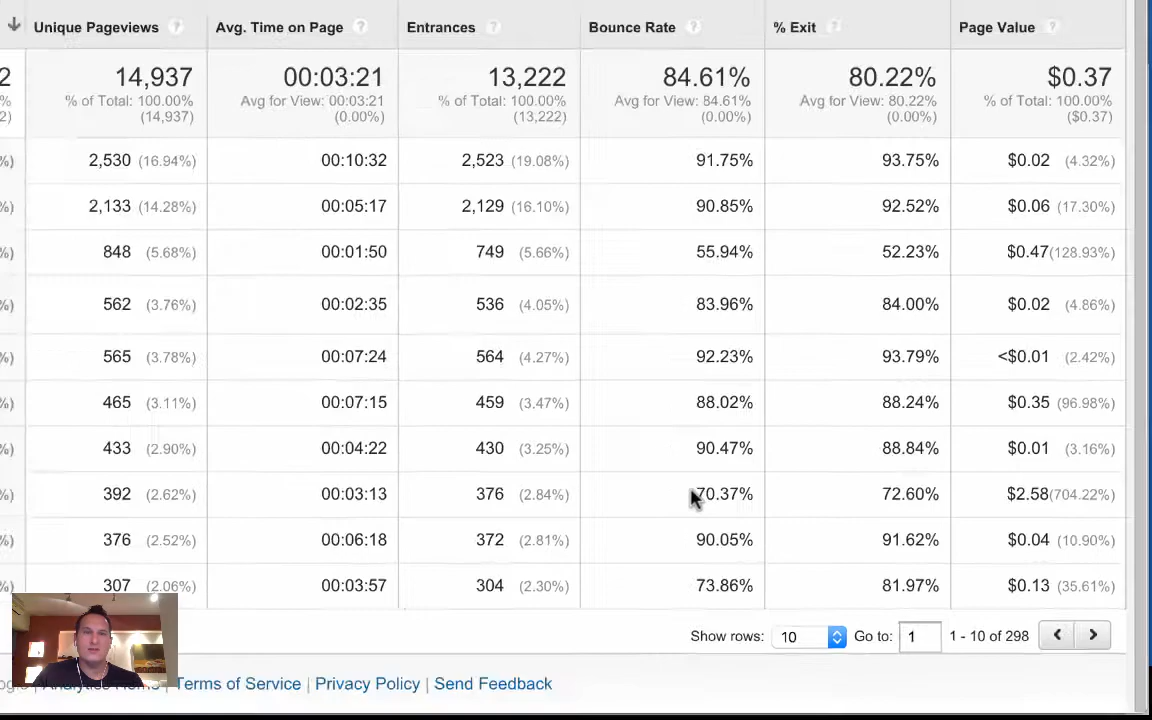 Unique Pageviews ? Avg. Time on Page ? Entrances ? Bounce Rate ? % Exit ? Page Value ?
2 14,937 00:03:21 13,222 84.61% 80.22% $0.37
% % of Total: 100.00% Avg for View: 00:03:21 % of Total: 100.00% Avg for View: 84.61% Avg for View: 80.22% % of Total: 100.00%
2) (14,937) (0.00%) (13,222) (0.00%) (0.00%) ($0.37)
%) 2,530 (16.94%) 00:10:32 2,523 (19.08%) 91.75% 93.75% $0.02 (4.32%)
%) 2,133 (14.28%) 00:05:17 2,129 (16.10%) 90.85% 92.52% $0.06 (17.30%)
%) 848 (5.68%) 00:01:50 749 (5.66%) 55.94% 52.23% $0.47(128.93%)
%) 562 (3.76%) 00:02:35 536 (4.05%) 83.96% 84.00% $0.02 (4.86%)
%) 565 (3.78%) 00:07:24 564 (4.27%) 92.23% 93.79% <$0.01 (2.42%)
%) 465 (3.11%) 00:07:15 459 (3.47%) 88.02% 88.24% $0.35 (96.98%)
%) 433 (2.90%) 00:04:22 430 (3.25%) 90.47% 88.84% $0.01 (3.16%)
%) 392 (2.62%) 00:03:13 376 (2.84%) 70.37% 72.60% $2.58(704.22%)
%) 376 (2.52%) 00:06:18 372 (2.81%) 90.05% 91.62% $0.04 (10.90%)
%) 307 (2.06%) 00:03:57 304 (2.30%) 73.86% 81.97% $0.13 (35.61%)
Show rows: 10 Go to: 1 1 - 10 of 298
Terms of Service | Privacy Policy | Send Feedback